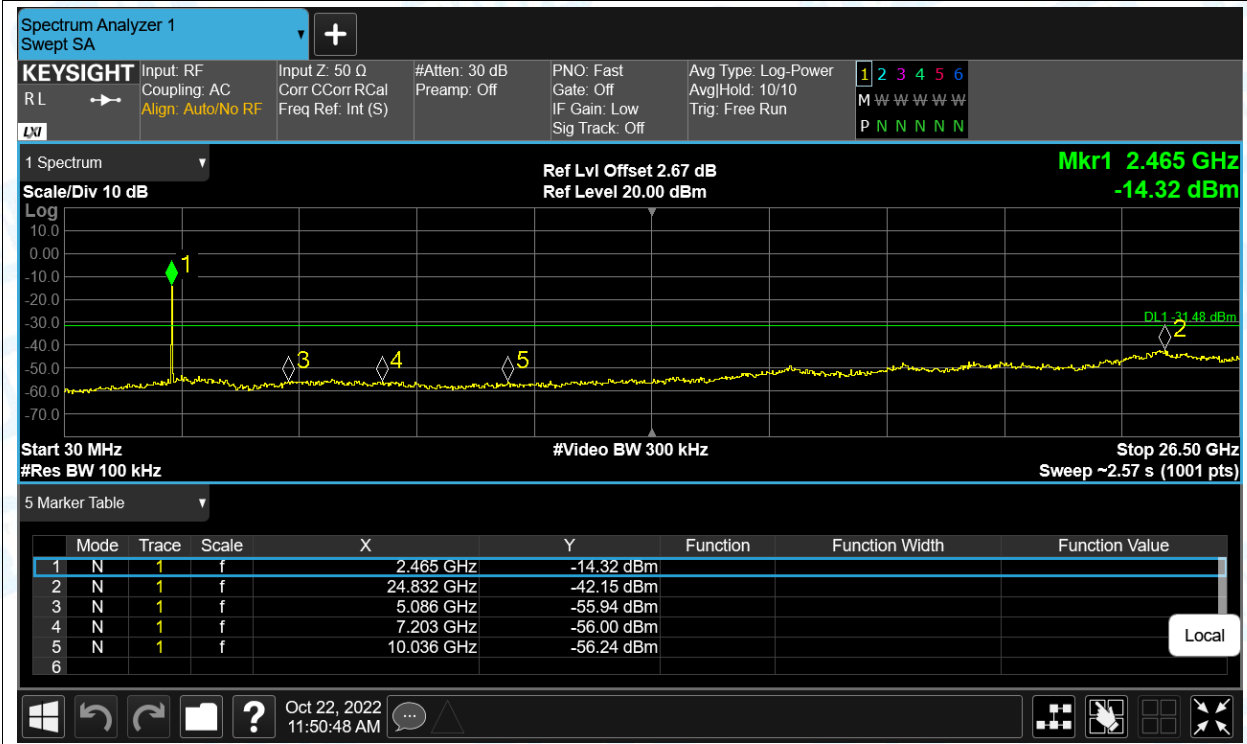 Spectrum Analyzer 1
Swept SA
+
KEYSIGHT
R L
LXI
Input: RF
Coupling: AC
Align: Auto/No RF
Input Z: 50 Ω
Corr CCorr RCal
Freq Ref: Int (S)
#Atten: 30 dB
Preamp: Off
PNO: Fast
Gate: Off
IF Gain: Low
Sig Track: Off
Avg Type: Log-Power
Avg|Hold: 10/10
Trig: Free Run
1 2 3 4 5 6
M W W W W W
P N N N N N
1 Spectrum
Scale/Div 10 dB
Ref Lvl Offset 2.67 dB
Ref Level 20.00 dBm
Mkr1 2.465 GHz
-14.32 dBm
Log
10.0
0.00
-10.0
-20.0
-30.0
-40.0
-50.0
-60.0
-70.0
1
DL1 -31.48 dBm
2
3
4
5
Start 30 MHz
#Video BW 300 kHz
Stop 26.50 GHz
#Res BW 100 kHz
Sweep ~2.57 s (1001 pts)
5 Marker Table
Mode Trace Scale X Y Function Function Width Function Value
1 N 1 f 2.465 GHz -14.32 dBm
2 N 1 f 24.832 GHz -42.15 dBm
3 N 1 f 5.086 GHz -55.94 dBm
4 N 1 f 7.203 GHz -56.00 dBm
5 N 1 f 10.036 GHz -56.24 dBm
6
Local
?
Oct 22, 2022
11:50:48 AM